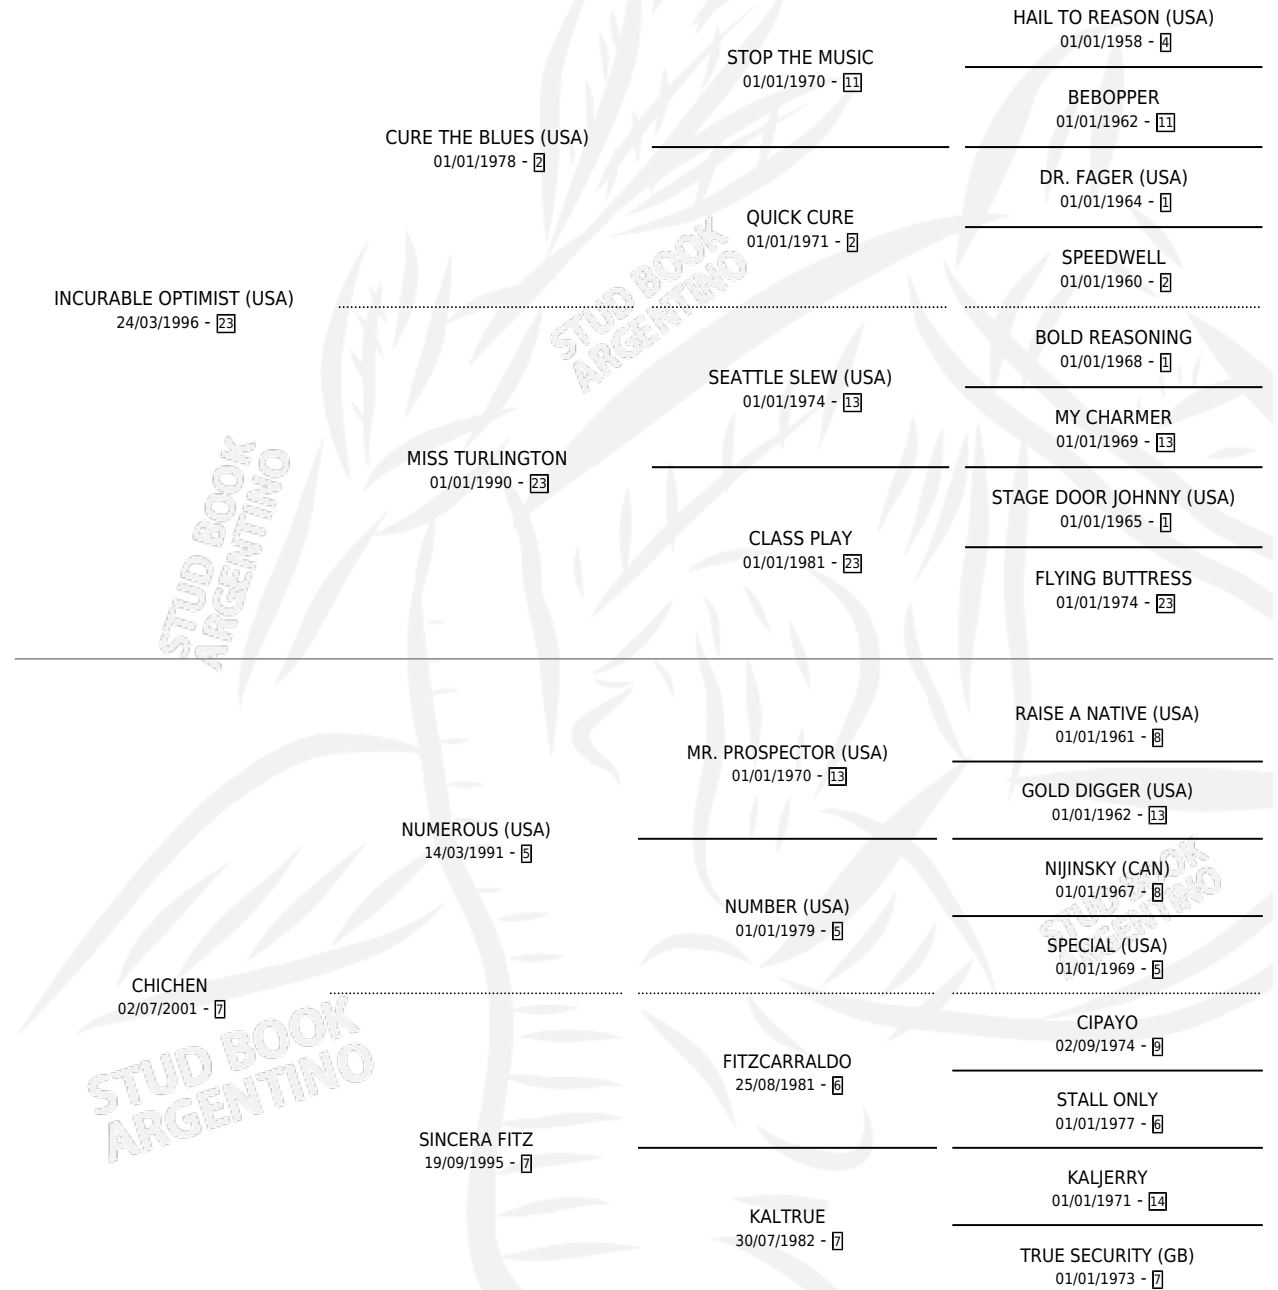 HAIL TO REASON (USA)
01/01/1958 - 4
STOP THE MUSIC
01/01/1970 - 11
BEBOPPER
01/01/1962 - 11
CURE THE BLUES (USA)
01/01/1978 - 2
DR. FAGER (USA)
01/01/1964 - 1
QUICK CURE
01/01/1971 - 2
SPEEDWELL
01/01/1960 - 2
INCURABLE OPTIMIST (USA)
24/03/1996 - 23
BOLD REASONING
01/01/1968 - 1
SEATTLE SLEW (USA)
01/01/1974 - 13
MY CHARMER
01/01/1969 - 13
MISS TURLINGTON
01/01/1990 - 23
STAGE DOOR JOHNNY (USA)
01/01/1965 - 1
CLASS PLAY
01/01/1981 - 23
FLYING BUTTRESS
01/01/1974 - 23
RAISE A NATIVE (USA)
01/01/1961 - 8
MR. PROSPECTOR (USA)
01/01/1970 - 13
GOLD DIGGER (USA)
01/01/1962 - 13
NUMEROUS (USA)
14/03/1991 - 5
NIJINSKY (CAN)
01/01/1967 - 8
NUMBER (USA)
01/01/1979 - 5
SPECIAL (USA)
01/01/1969 - 5
CHICHEN
02/07/2001 - 7
CIPAYO
02/09/1974 - 9
FITZCARRALDO
25/08/1981 - 6
STALL ONLY
01/01/1977 - 6
SINCERA FITZ
19/09/1995 - 7
KALJERRY
01/01/1971 - 14
KALTRUE
30/07/1982 - 7
TRUE SECURITY (GB)
01/01/1973 - 7
STUD BOOK
ARGENTINO
STUD BOOK
ARGENTINO
STUD BOOK
ARGENTINO
STUD BOOK
ARGENTINO